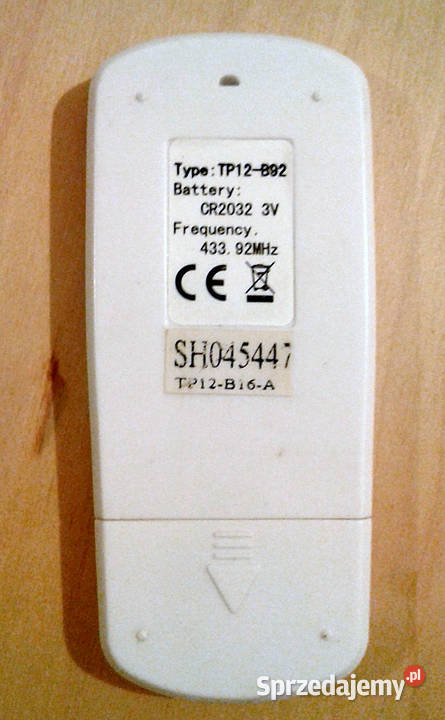 Type:TP12-B92
Battery:
CR2032 3V
Frequency.
433.92MHz
CE
SH045447
TP12-B16-A
Sprzedajemy.pl